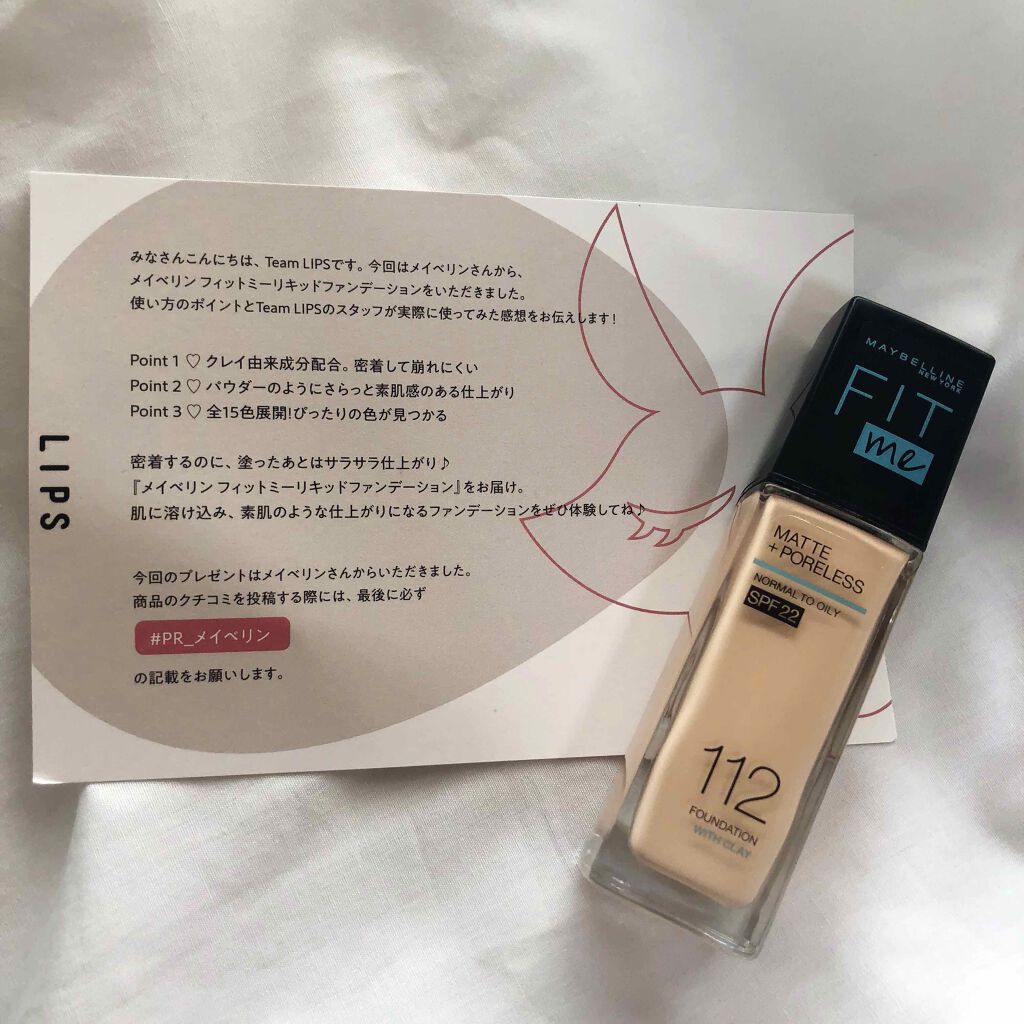 みなさんこんにちは、Team LIPSです。今回はメイベリンさんから、
メイベリン フィットミーリキッドファンデーションをいただきました。
使い方のポイントとTeam LIPSのスタッフが実際に使ってみた感想をお伝えします!
Point 1 ♡ クレイ由来成分配合。密着して崩れにくい
Point 2 ♡ パウダーのようにさらっと素肌感のある仕上がり
Point 3 ♡ 全15色展開!ぴったりの色が見つかる
密着するのに、塗ったあとはサラサラ仕上がり♪
『メイベリン フィットミーリキッドファンデーション』をお届け。
肌に溶け込み、素肌のような仕上がりになるファンデーションをぜひ体験してね♪
今回のプレゼントはメイベリンさんからいただきました。
商品のクチコミを投稿する際には、最後に必ず
#PR_メイベリン
の記載をお願いします。
LIPS
MAYBELLINE
NEW YORK
FIT
me
MATTE
+ PORELESS
NORMAL TO OILY
SPF 22
112
FOUNDATION
WITH CLAY